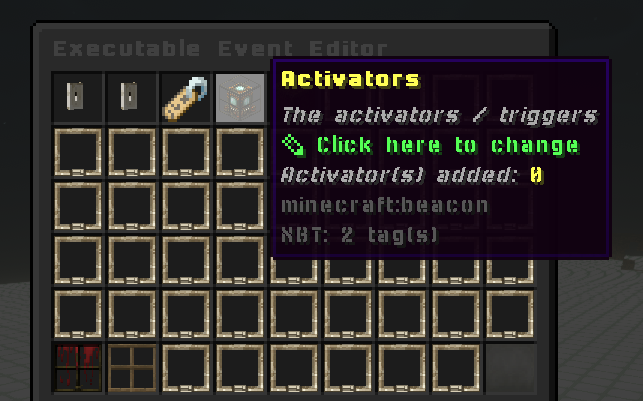 Executable Event Editor
Activators
The activators / triggers
Click here to change
Activator(s) added: 0
minecraft:beacon
NBT: 2 tag(s)